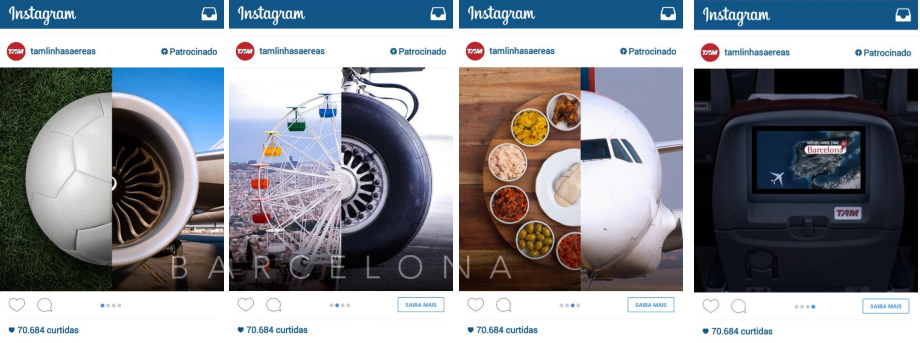 Instagram
TAM tamlinhasaereas Patrocinado
70.684 curtidas
Instagram
TAM tamlinhasaereas Patrocinado
SAIBA MAIS
70.684 curtidas
Instagram
TAM tamlinhasaereas Patrocinado
SAIBA MAIS
70.684 curtidas
BARCELONA
Instagram
TAM tamlinhasaereas Patrocinado
Barcelona
TAM
SAIBA MAIS
70.684 curtidas